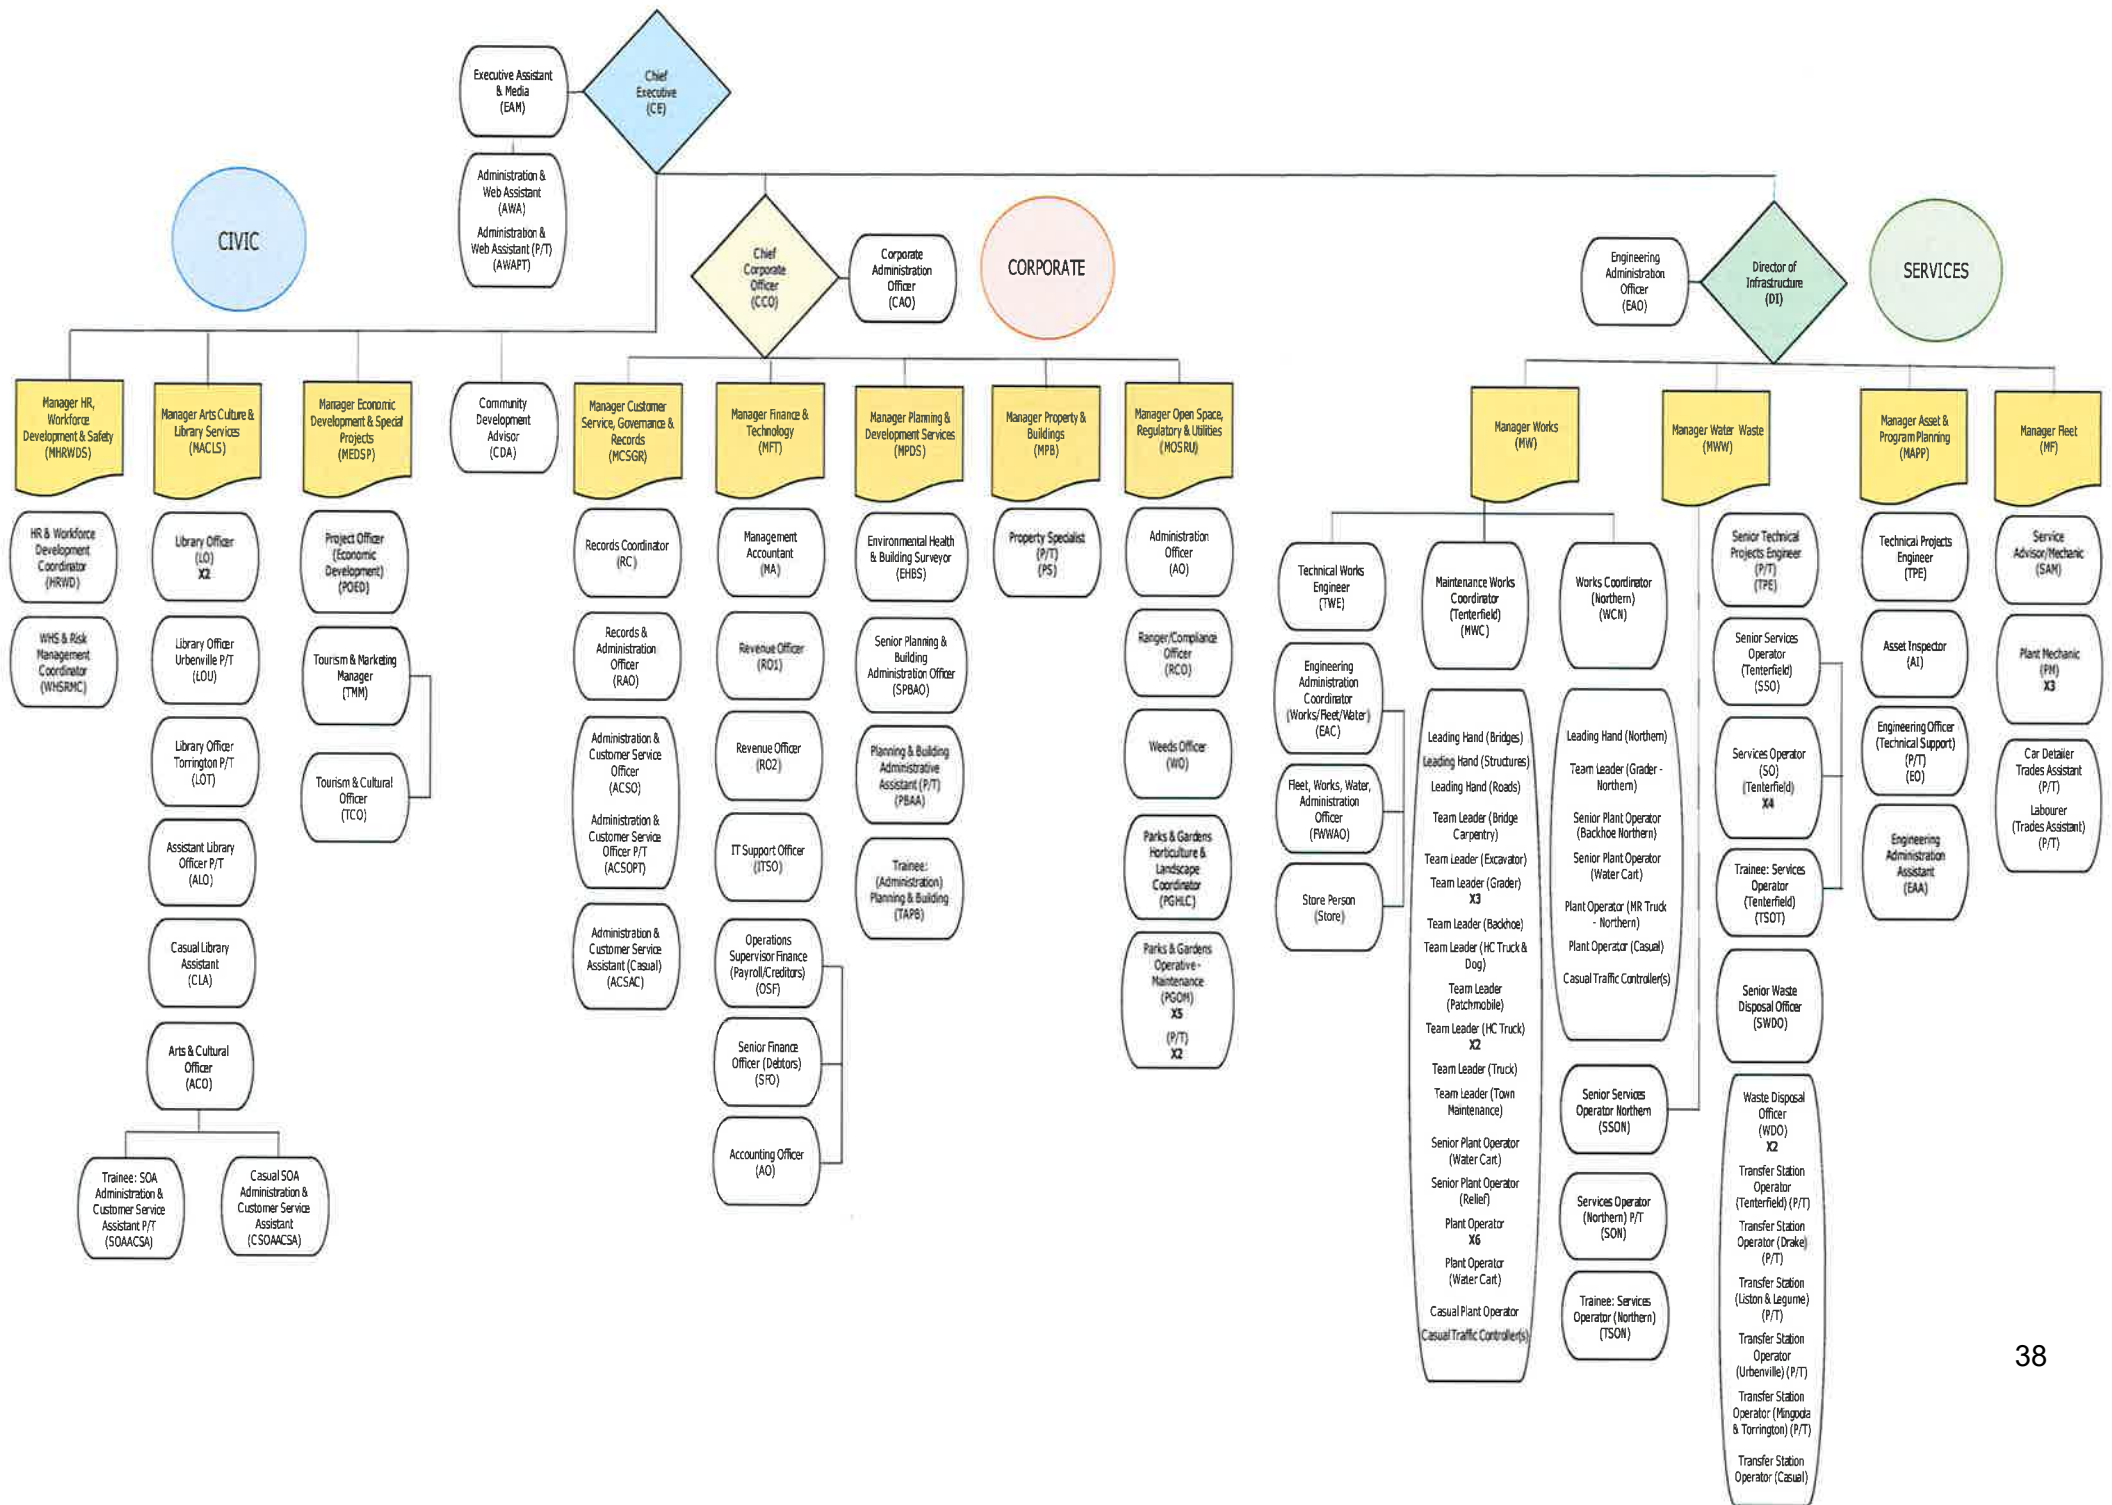 Executive Assistant
& Media
(EAM)
Chief
Executive
(CE)
Administration &
Web Assistant
(AWA)
Administration &
Web Assistant (P/T)
(AWAPT)
CIVIC
Chief
Corporate
Officer
(CCO)
Corporate
Administration
Officer
(CAO)
CORPORATE
Engineering
Administration
Officer
(EAO)
Director of
Infrastructure
(DI)
SERVICES
Manager HR,
Workforce
Development & Safety
(MHRWDS)
Manager Arts Culture &
Library Services
(MACLS)
Manager Economic
Development & Special
Projects
(MEDSP)
Community
Development
Advisor
(CDA)
Manager Customer
Service, Governance &
Records
(MCSGR)
Manager Finance &
Technology
(MFT)
Manager Planning &
Development Services
(MPDS)
Manager Property &
Buildings
(MPB)
Manager Open Space,
Regulatory & Utilities
(MOSRU)
Manager Works
(MW)
Manager Water Waste
(MWW)
Manager Asset &
Program Planning
(MAPP)
Manager Fleet
(MF)
HR & Workforce
Development
Coordinator
(HRWD)
WHS & Risk
Management
Coordinator
(WHSRMC)
Library Officer
(LO)
X2
Library Officer
Urbenville P/T
(LOU)
Library Officer
Torrington P/T
(LOT)
Assistant Library
Officer P/T
(ALO)
Casual Library
Assistant
(CLA)
Arts & Cultural
Officer
(ACO)
Trainee: SOA
Administration &
Customer Service
Assistant P/T
(SOAACSA)
Casual SOA
Administration &
Customer Service
Assistant
(CSOAACSA)
Project Officer
(Economic
Development)
(POED)
Tourism & Marketing
Manager
(TMM)
Tourism & Cultural
Officer
(TCO)
Records Coordinator
(RC)
Records &
Administration
Officer
(RAO)
Administration &
Customer Service
Officer
(ACSO)
Administration &
Customer Service
Officer P/T
(ACSOPT)
Administration &
Customer Service
Assistant (Casual)
(ACSAC)
Management
Accountant
(MA)
Revenue Officer
(RO1)
Revenue Officer
(RO2)
IT Support Officer
(ITSO)
Operations
Supervisor Finance
(Payroll/Creditors)
(OSF)
Senior Finance
Officer (Debtors)
(SFO)
Accounting Officer
(AO)
Environmental Health
& Building Surveyor
(EHBS)
Senior Planning &
Building
Administration Officer
(SPBAO)
Planning & Building
Administrative
Assistant (P/T)
(PBAA)
Trainee:
(Administration)
Planning & Building
(TAPB)
Property Specialist
(P/T)
(PS)
Administration
Officer
(AO)
Ranger/Compliance
Officer
(RCO)
Weeds Officer
(WO)
Parks & Gardens
Horticulture &
Landscape
Coordinator
(PGHLC)
Parks & Gardens
Operative -
Maintenance
(PGOM)
X5
(P/T)
X2
Technical Works
Engineer
(TWE)
Engineering
Administration
Coordinator
(Works/Fleet/Water)
(EAC)
Fleet, Works, Water,
Administration
Officer
(FWWAO)
Store Person
(Store)
Maintenance Works
Coordinator
(Tenterfield)
(MWC)
Leading Hand (Bridges)
Leading Hand (Structures)
Leading Hand (Roads)
Team Leader (Bridge
Carpentry)
Team Leader (Excavator)
Team Leader (Grader)
X3
Team Leader (Backhoe)
Team Leader (HC Truck &
Dog)
Team Leader
(Patchmobile)
Team Leader (HC Truck)
X2
Team Leader (Truck)
Team Leader (Town
Maintenance)
Senior Plant Operator
(Water Cart)
Senior Plant Operator
(Relief)
Plant Operator
X6
Plant Operator
(Water Cart)
Casual Plant Operator
Casual Traffic Controller(s)
Works Coordinator
(Northern)
(WCN)
Leading Hand (Northern)
Team Leader (Grader -
Northern)
Senior Plant Operator
(Backhoe Northern)
Senior Plant Operator
(Water Cart)
Plant Operator (MR Truck
- Northern)
Plant Operator (Casual)
Casual Traffic Controller(s)
Senior Services
Operator Northern
(SSON)
Services Operator
(Northern) P/T
(SON)
Trainee: Services
Operator (Northern)
(TSON)
Senior Technical
Projects Engineer
(P/T)
(TPE)
Senior Services
Operator
(Tenterfield)
(SSO)
Services Operator
(SO)
(Tenterfield)
X4
Trainee: Services
Operator
(Tenterfield)
(TSOT)
Senior Waste
Disposal Officer
(SWDO)
Waste Disposal
Officer
(WDO)
X2
Transfer Station
Operator
(Tenterfield) (P/T)
Transfer Station
Operator (Drake)
(P/T)
Transfer Station
(Liston & Legume)
(P/T)
Transfer Station
Operator
(Urbenville) (P/T)
Transfer Station
Operator (Mingoola
& Torrington) (P/T)
Transfer Station
Operator (Casual)
Technical Projects
Engineer
(TPE)
Asset Inspector
(AI)
Engineering Officer
(Technical Support)
(P/T)
(EO)
Engineering
Administration
Assistant
(EAA)
Service
Advisor/Mechanic
(SAM)
Plant Mechanic
(PM)
X3
Car Detailer
Trades Assistant
(P/T)
Labourer
(Trades Assistant)
(P/T)
38